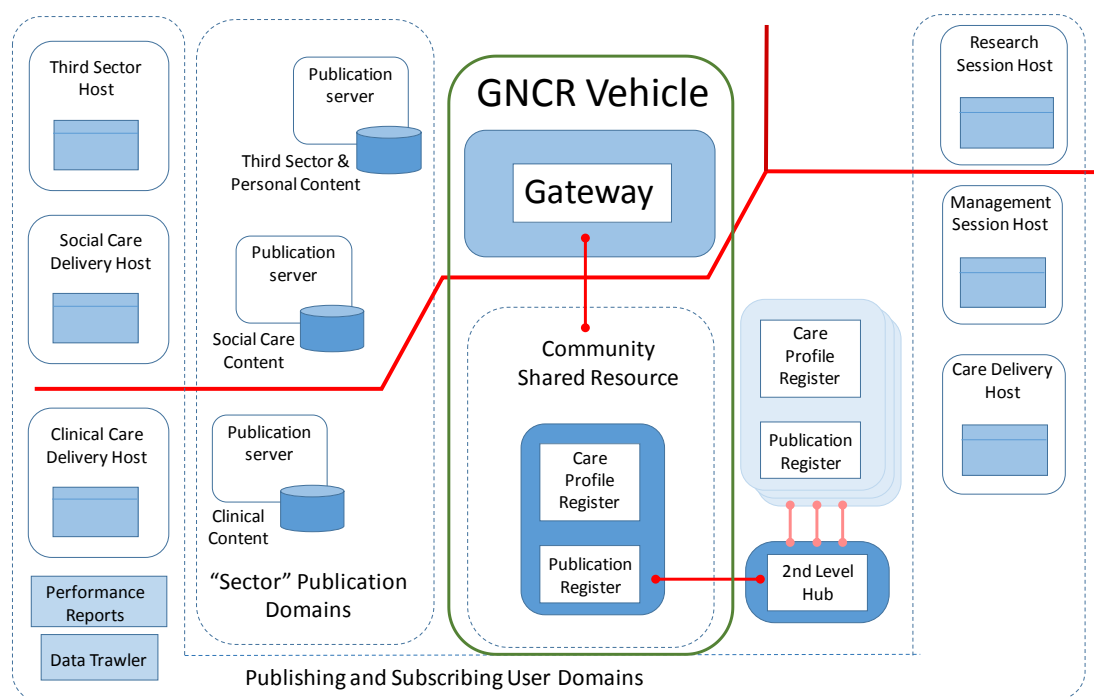 Third Sector
Host
Social Care
Delivery Host
Clinical Care
Delivery Host
Performance
Reports
Data Trawler
Publication
server
Third Sector &
Personal Content
Publication
server
Social Care
Content
Publication
server
Clinical
Content
“Sector” Publication
Domains
GNCR Vehicle
Gateway
Community
Shared Resource
Care
Profile
Register
Publication
Register
Care
Profile
Register
Publication
Register
2nd Level
Hub
Research
Session Host
Management
Session Host
Care Delivery
Host
Publishing and Subscribing User Domains